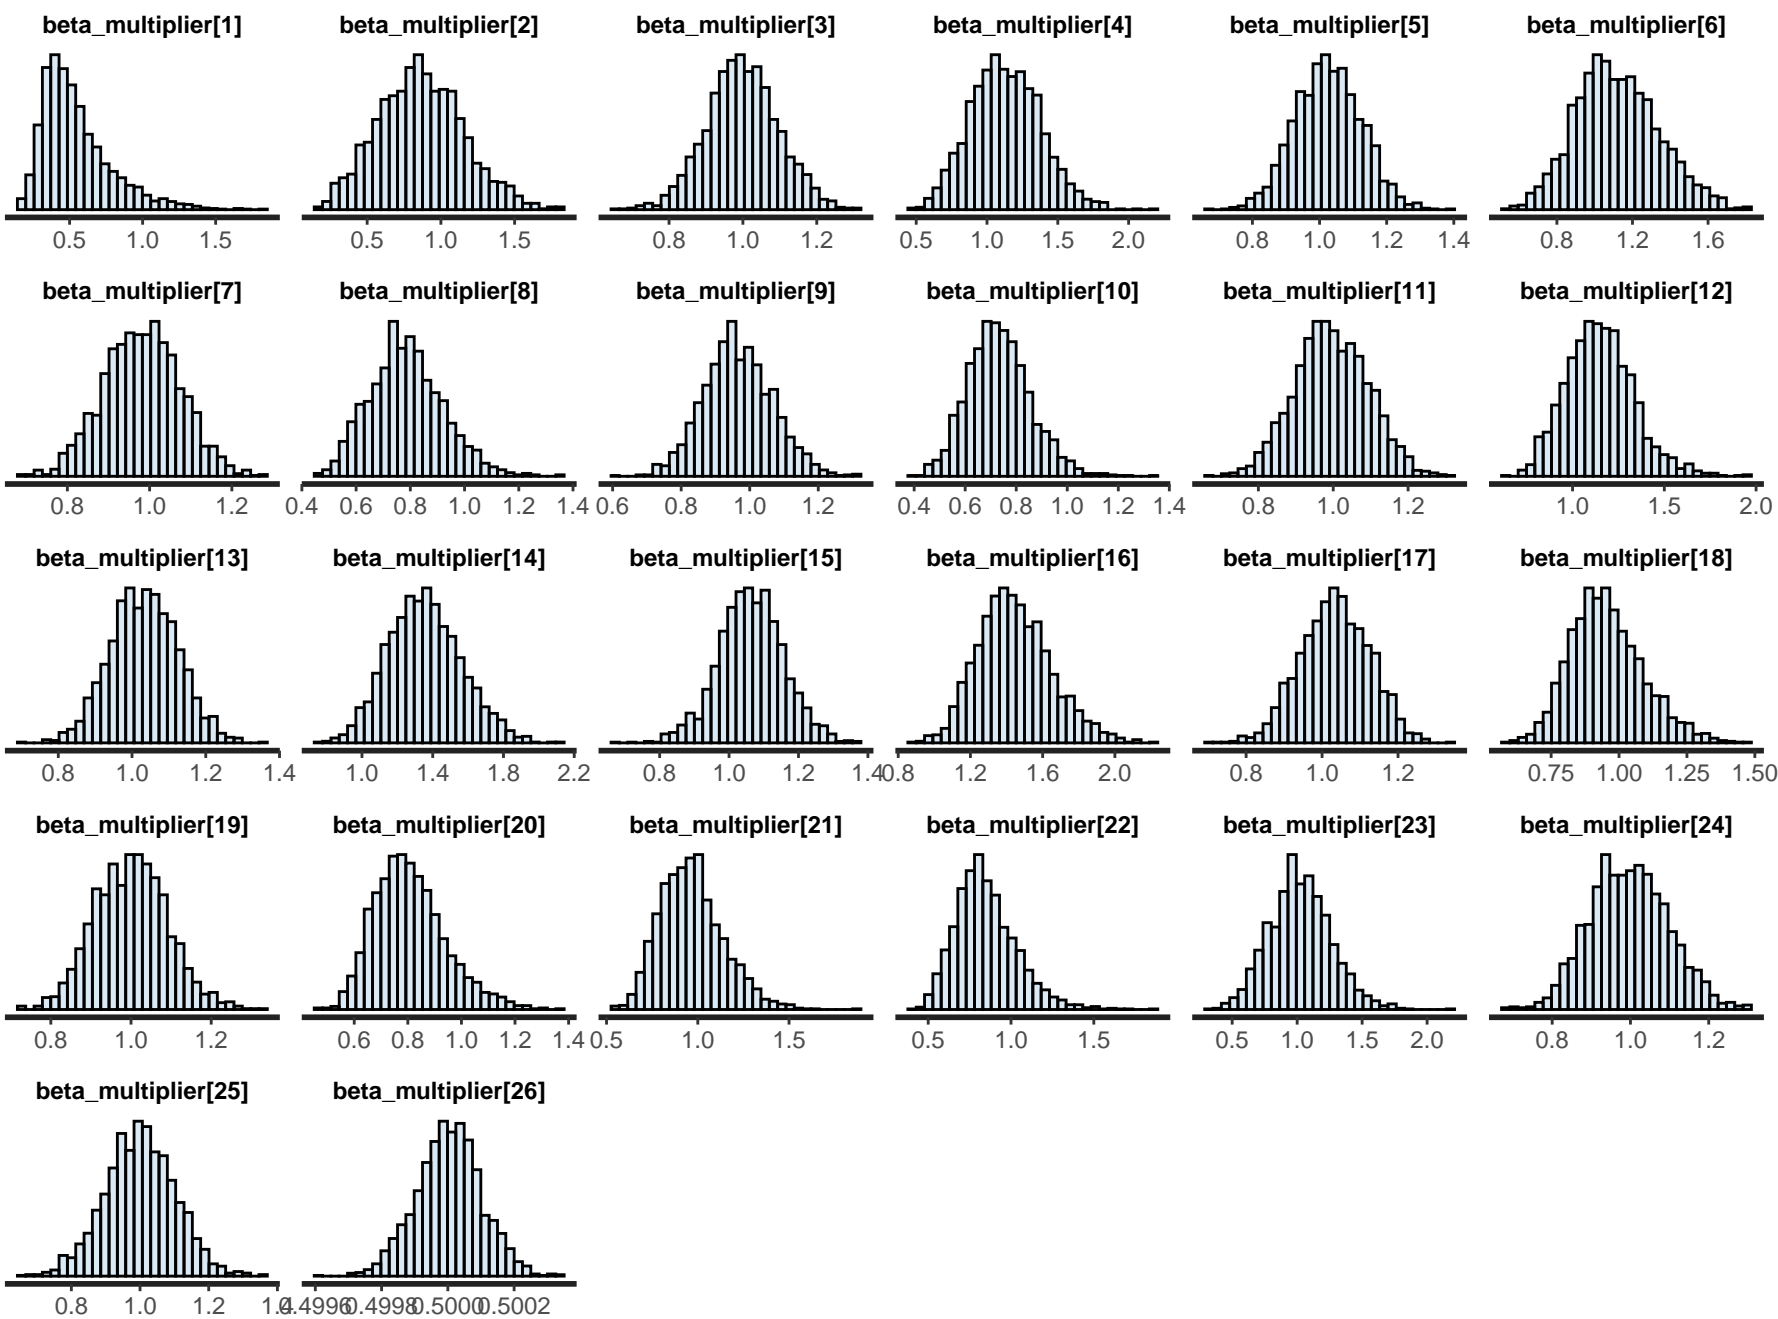 beta_multiplier[1] beta_multiplier[2] beta_multiplier[3] beta_multiplier[4] beta_multiplier[5] beta_multiplier[6]
0.5 1.0 1.5 0.5 1.0 1.5 0.8 1.0 1.2 0.5 1.0 1.5 2.0 0.8 1.0 1.2 1.4 0.8 1.2 1.6
beta_multiplier[7] beta_multiplier[8] beta_multiplier[9] beta_multiplier[10] beta_multiplier[11] beta_multiplier[12]
0.8 1.0 1.2 0.4 0.6 0.8 1.0 1.2 1.4 0.6 0.8 1.0 1.2 0.4 0.6 0.8 1.0 1.2 1.4 0.8 1.0 1.2 1.0 1.5 2.0
beta_multiplier[13] beta_multiplier[14] beta_multiplier[15] beta_multiplier[16] beta_multiplier[17] beta_multiplier[18]
0.8 1.0 1.2 1.4 1.0 1.4 1.8 2.2 0.8 1.0 1.2 1.4 0.8 1.2 1.6 2.0 0.8 1.0 1.2 0.75 1.00 1.25 1.50
beta_multiplier[19] beta_multiplier[20] beta_multiplier[21] beta_multiplier[22] beta_multiplier[23] beta_multiplier[24]
0.8 1.0 1.2 0.6 0.8 1.0 1.2 1.4 0.5 1.0 1.5 0.5 1.0 1.5 0.5 1.0 1.5 2.0 0.8 1.0 1.2
beta_multiplier[25] beta_multiplier[26]
0.8 1.0 1.2 1.4 0.4996 0.4998 0.5000 0.5002